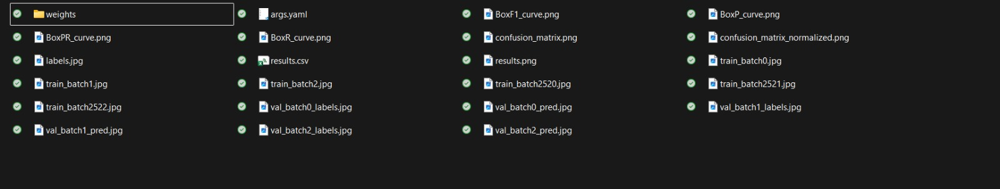 weights args.yaml BoxF1_curve.png BoxP_curve.png
BoxPR_curve.png BoxR_curve.png confusion_matrix.png confusion_matrix_normalized.png
labels.jpg results.csv results.png train_batch0.jpg
train_batch1.jpg train_batch2.jpg train_batch2520.jpg train_batch2521.jpg
train_batch2522.jpg val_batch0_labels.jpg val_batch0_pred.jpg val_batch1_labels.jpg
val_batch1_pred.jpg val_batch2_labels.jpg val_batch2_pred.jpg